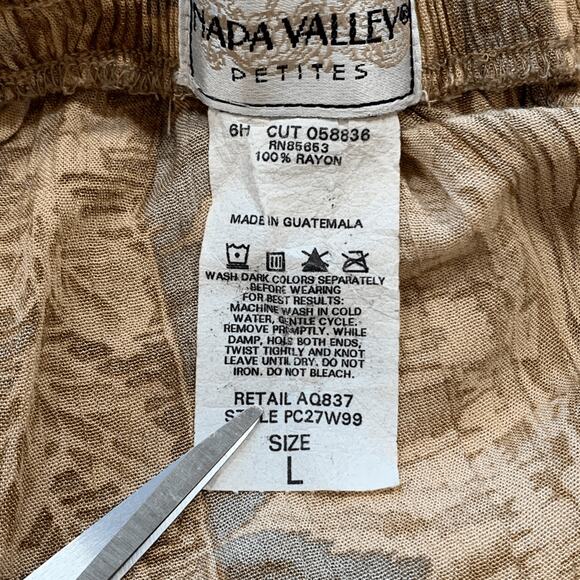 NAPA VALLEY®
PETITES
6H CUT 058836
RN85653
100% RAYON
MADE IN GUATEMALA
WASH DARK COLORS SEPARATELY
BEFORE WEARING
FOR BEST RESULTS:
MACHINE WASH IN COLD
WATER, GENTLE CYCLE.
REMOVE PROMPTLY. WHILE
DAMP, HOLD BOTH ENDS,
TWIST TIGHTLY AND KNOT
LEAVE UNTIL DRY. DO NOT
IRON. DO NOT BLEACH.
RETAIL AQ837
STYLE PC27W99
SIZE
L